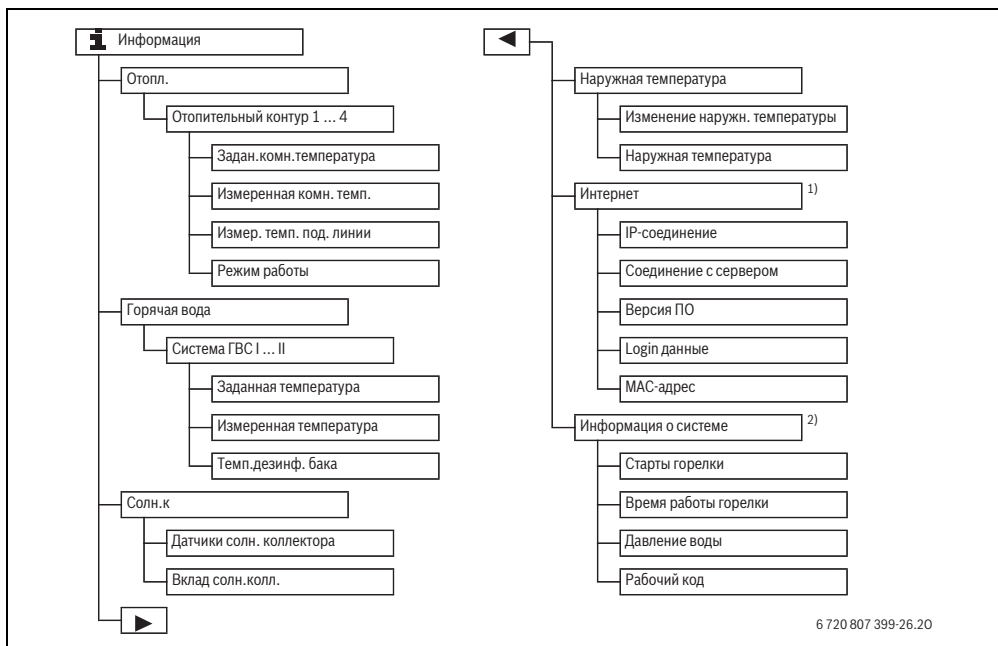 Информация
Отопл.
Отопительный контур 1 ... 4
Задан.комн.температура
Измеренная комн. темп.
Измер. темп. под. линии
Режим работы
Горячая вода
Система ГВС I ... II
Заданная температура
Измеренная температура
Темп.дезинф. бака
Солн.к
Датчики солн. коллектора
Вклад солн.колл.
Наружная температура
Изменение наружн. температуры
Наружная температура
Интернет 1)
IP-соединение
Соединение с сервером
Версия ПО
Login данные
MAC-адрес
Информация о системе 2)
Старты горелки
Время работы горелки
Давление воды
Рабочий код
6 720 807 399-26.2O